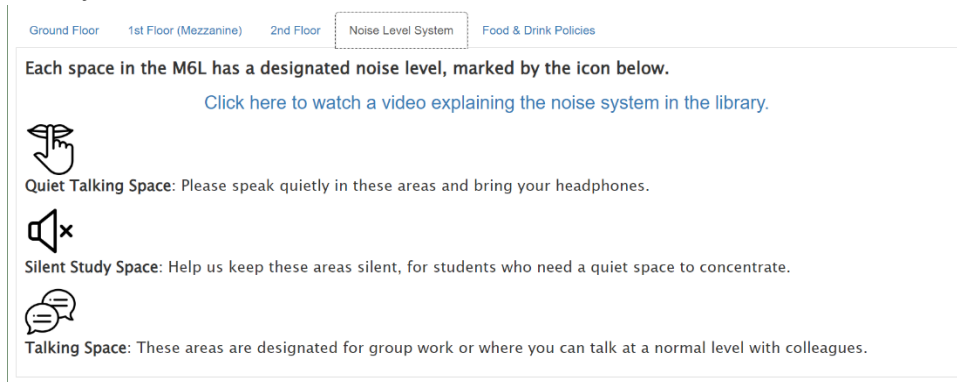 Ground Floor 1st Floor (Mezzanine) 2nd Floor Noise Level System Food & Drink Policies
Each space in the M6L has a designated noise level, marked by the icon below.
Click here to watch a video explaining the noise system in the library.
Quiet Talking Space: Please speak quietly in these areas and bring your headphones.
Silent Study Space: Help us keep these areas silent, for students who need a quiet space to concentrate.
Talking Space: These areas are designated for group work or where you can talk at a normal level with colleagues.